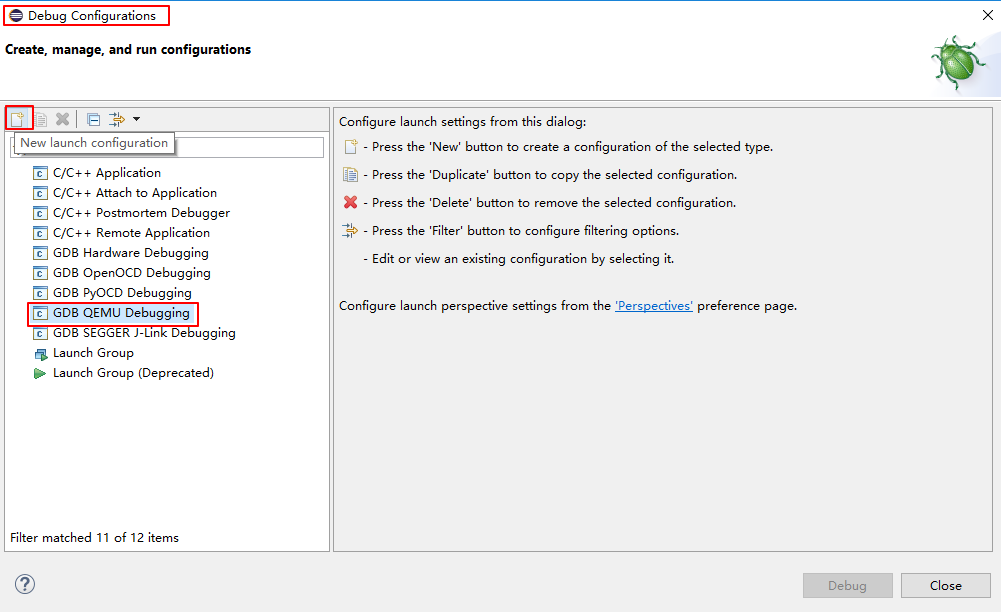 Debug Configurations
Create, manage, and run configurations
New launch configuration
C/C++ Application
C/C++ Attach to Application
C/C++ Postmortem Debugger
C/C++ Remote Application
GDB Hardware Debugging
GDB OpenOCD Debugging
GDB PyOCD Debugging
GDB QEMU Debugging
GDB SEGGER J-Link Debugging
Launch Group
Launch Group (Deprecated)
Filter matched 11 of 12 items
Configure launch settings from this dialog:
- Press the 'New' button to create a configuration of the selected type.
- Press the 'Duplicate' button to copy the selected configuration.
- Press the 'Delete' button to remove the selected configuration.
- Press the 'Filter' button to configure filtering options.
- Edit or view an existing configuration by selecting it.
Configure launch perspective settings from the 'Perspectives' preference page.
Debug
Close